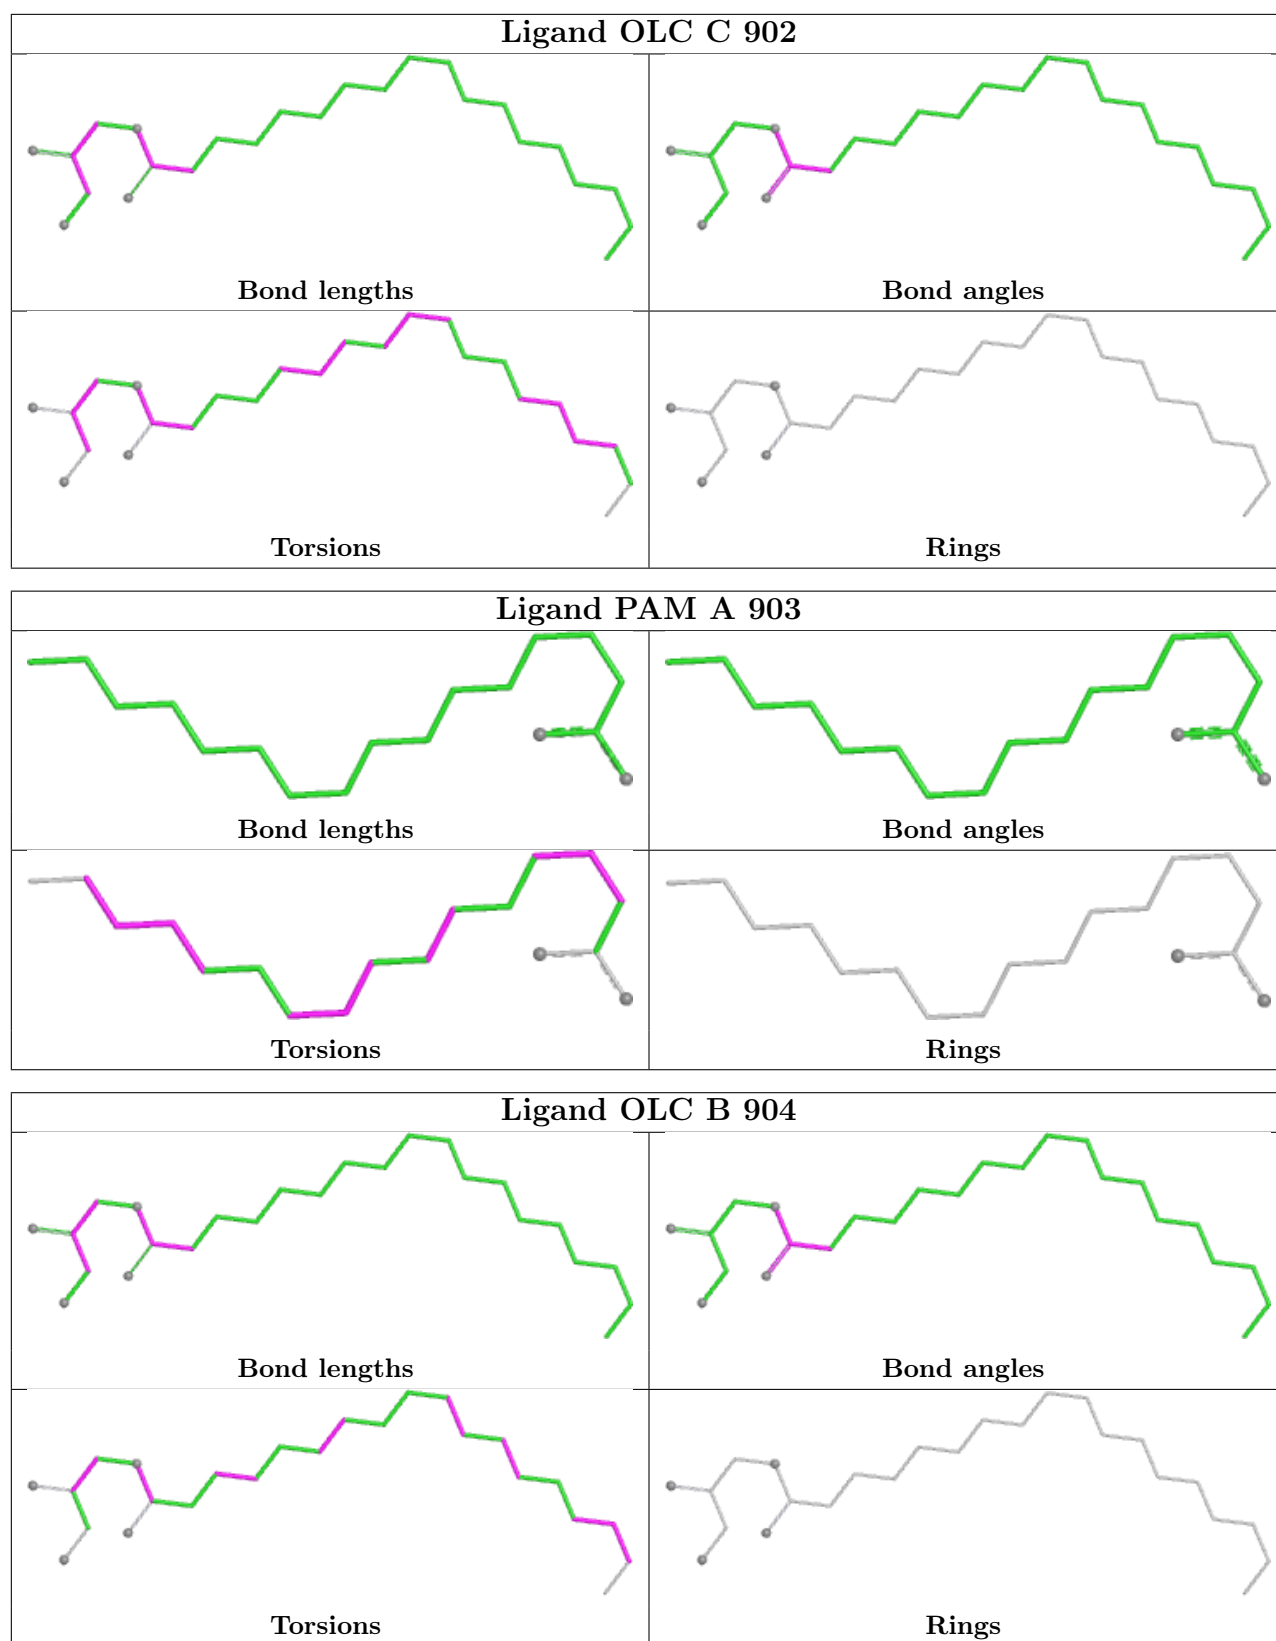 Ligand OLC C 902
Bond lengths
Bond angles
Torsions
Rings
Ligand PAM A 903
Bond lengths
Bond angles
Torsions
Rings
Ligand OLC B 904
Bond lengths
Bond angles
Torsions
Rings